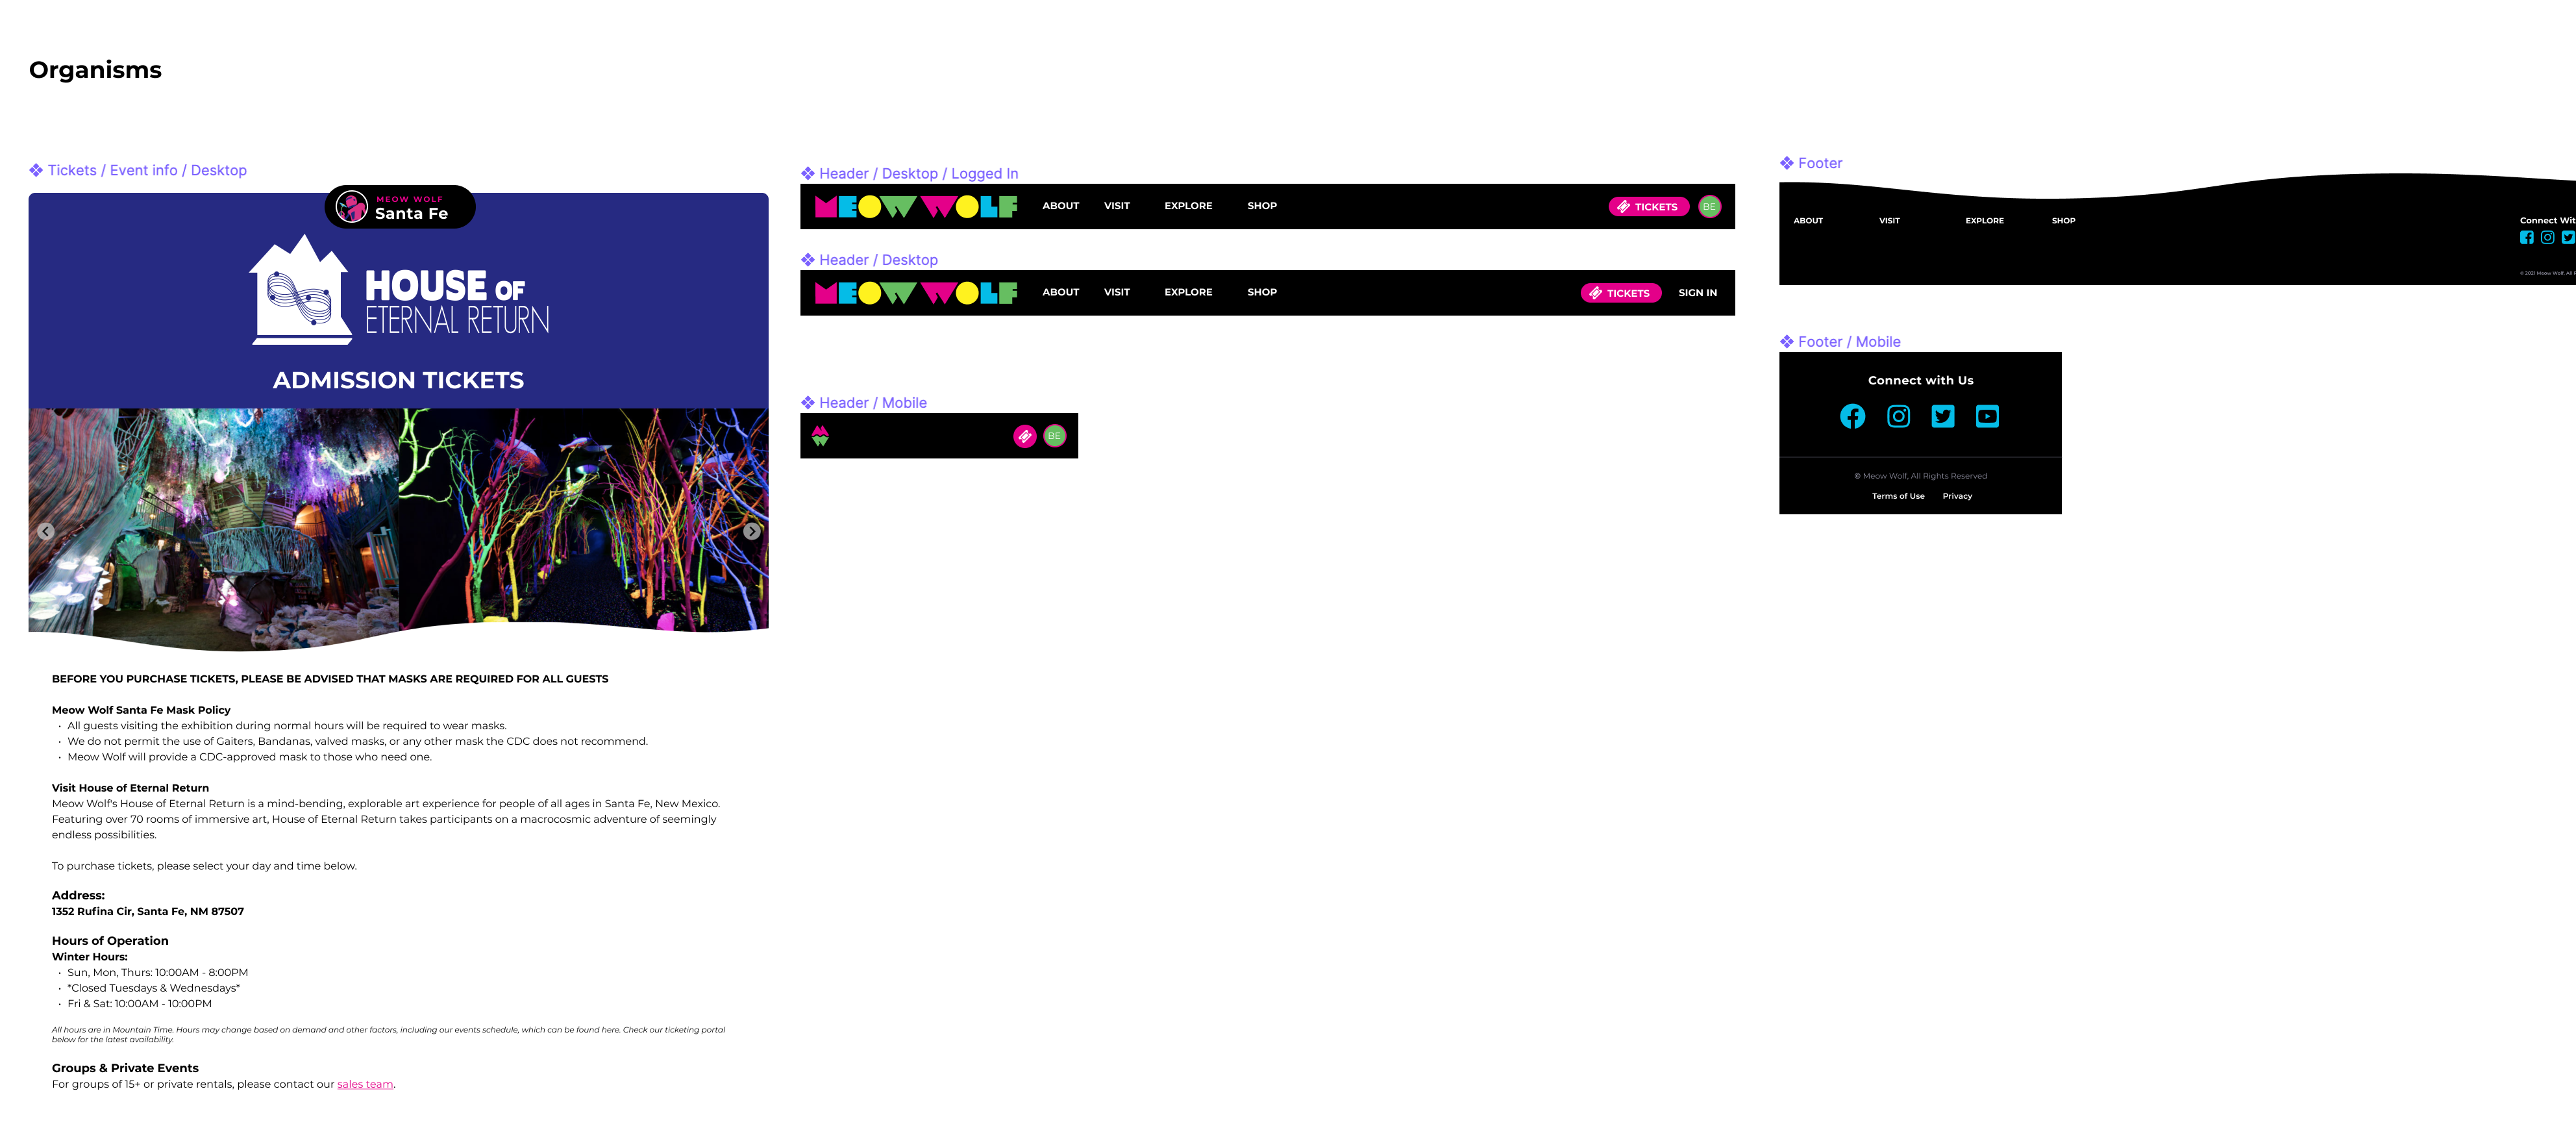 Organisms
Tickets / Event info / Desktop
MEOW WOLF
Santa Fe
HOUSE OF
ETERNAL RETURN
ADMISSION TICKETS
BEFORE YOU PURCHASE TICKETS, PLEASE BE ADVISED THAT MASKS ARE REQUIRED FOR ALL GUESTS
Meow Wolf Santa Fe Mask Policy
• All guests visiting the exhibition during normal hours will be required to wear masks.
• We do not permit the use of Gaiters, Bandanas, valved masks, or any other mask the CDC does not recommend.
• Meow Wolf will provide a CDC-approved mask to those who need one.
Visit House of Eternal Return
Meow Wolf's House of Eternal Return is a mind-bending, explorable art experience for people of all ages in Santa Fe, New Mexico.
Featuring over 70 rooms of immersive art, House of Eternal Return takes participants on a macrocosmic adventure of seemingly
endless possibilities.
To purchase tickets, please select your day and time below.
Address:
1352 Rufina Cir, Santa Fe, NM 87507
Hours of Operation
Winter Hours:
• Sun, Mon, Thurs: 10:00AM - 8:00PM
• *Closed Tuesdays & Wednesdays*
• Fri & Sat: 10:00AM - 10:00PM
All hours are in Mountain Time. Hours may change based on demand and other factors, including our events schedule, which can be found here. Check our ticketing portal
below for the latest availability.
Groups & Private Events
For groups of 15+ or private rentals, please contact our sales team.
Header / Desktop / Logged In
MEOW WOLF ABOUT VISIT EXPLORE SHOP TICKETS BE
Header / Desktop
MEOW WOLF ABOUT VISIT EXPLORE SHOP TICKETS SIGN IN
Header / Mobile
BE
Footer
ABOUT VISIT EXPLORE SHOP Connect Wit
© 2021 Meow Wolf, All F
Footer / Mobile
Connect with Us
© Meow Wolf, All Rights Reserved
Terms of Use Privacy